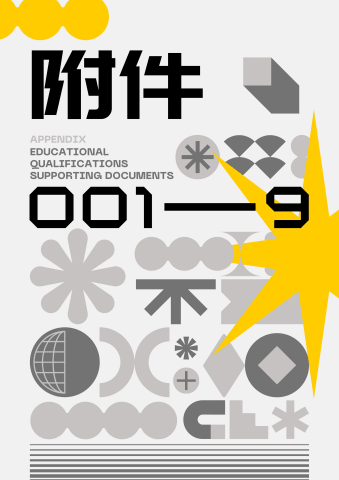 附件
APPENDIX
EDUCATIONAL
QUALIFICATIONS
SUPPORTING DOCUMENTS
001—9